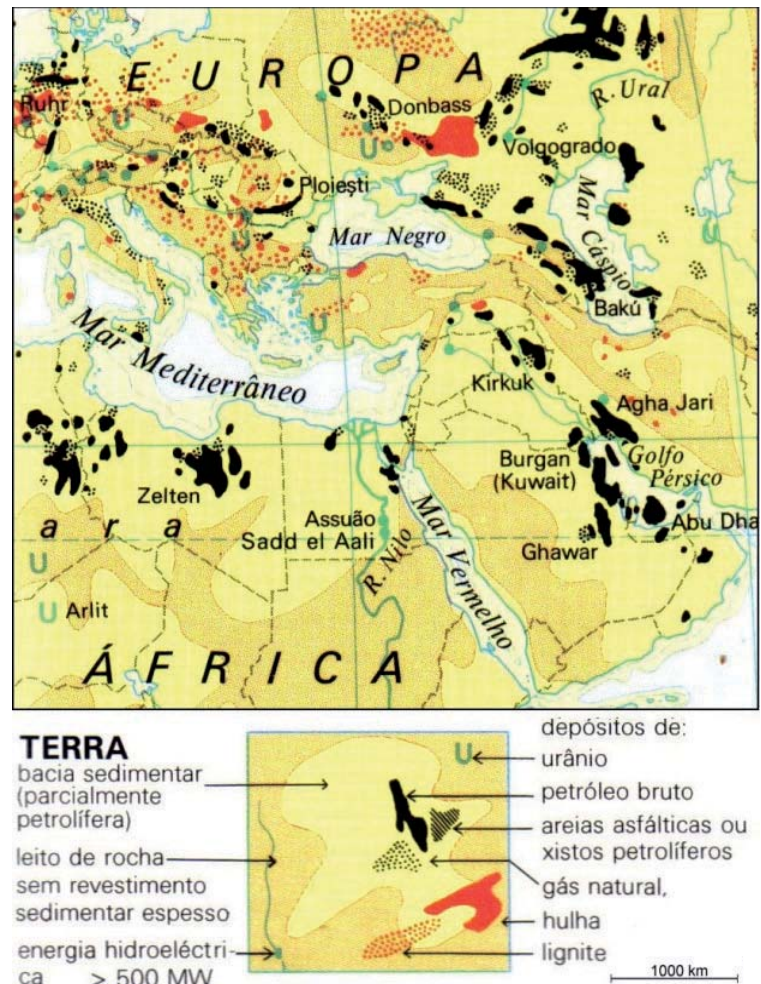 E U R O P A
Ruhr
Donbass
R. Ural
U
Volgogrado
Ploiești
Mar Cáspio
U
Mar Negro
U
Bakú
U
Mar Mediterrâneo
Kirkuk
Agha Jari
Burgan
(Kuwait)
Golfo
Pérsico
Zelten
a r a
Assuão
Sadd el Aali
Mar Vermelho
Abu Dha
Ghawar
R. Nilo
U
U Arlit
ÁFRICA
TERRA
bacia sedimentar
(parcialmente
petrolífera)
leito de rocha
sem revestimento
sedimentar espesso
energia hidroeléctri-
ca > 500 MW
U
depósitos de:
urânio
petróleo bruto
areias asfálticas ou
xistos petrolíferos
gás natural,
hulha
lignite
1000 km